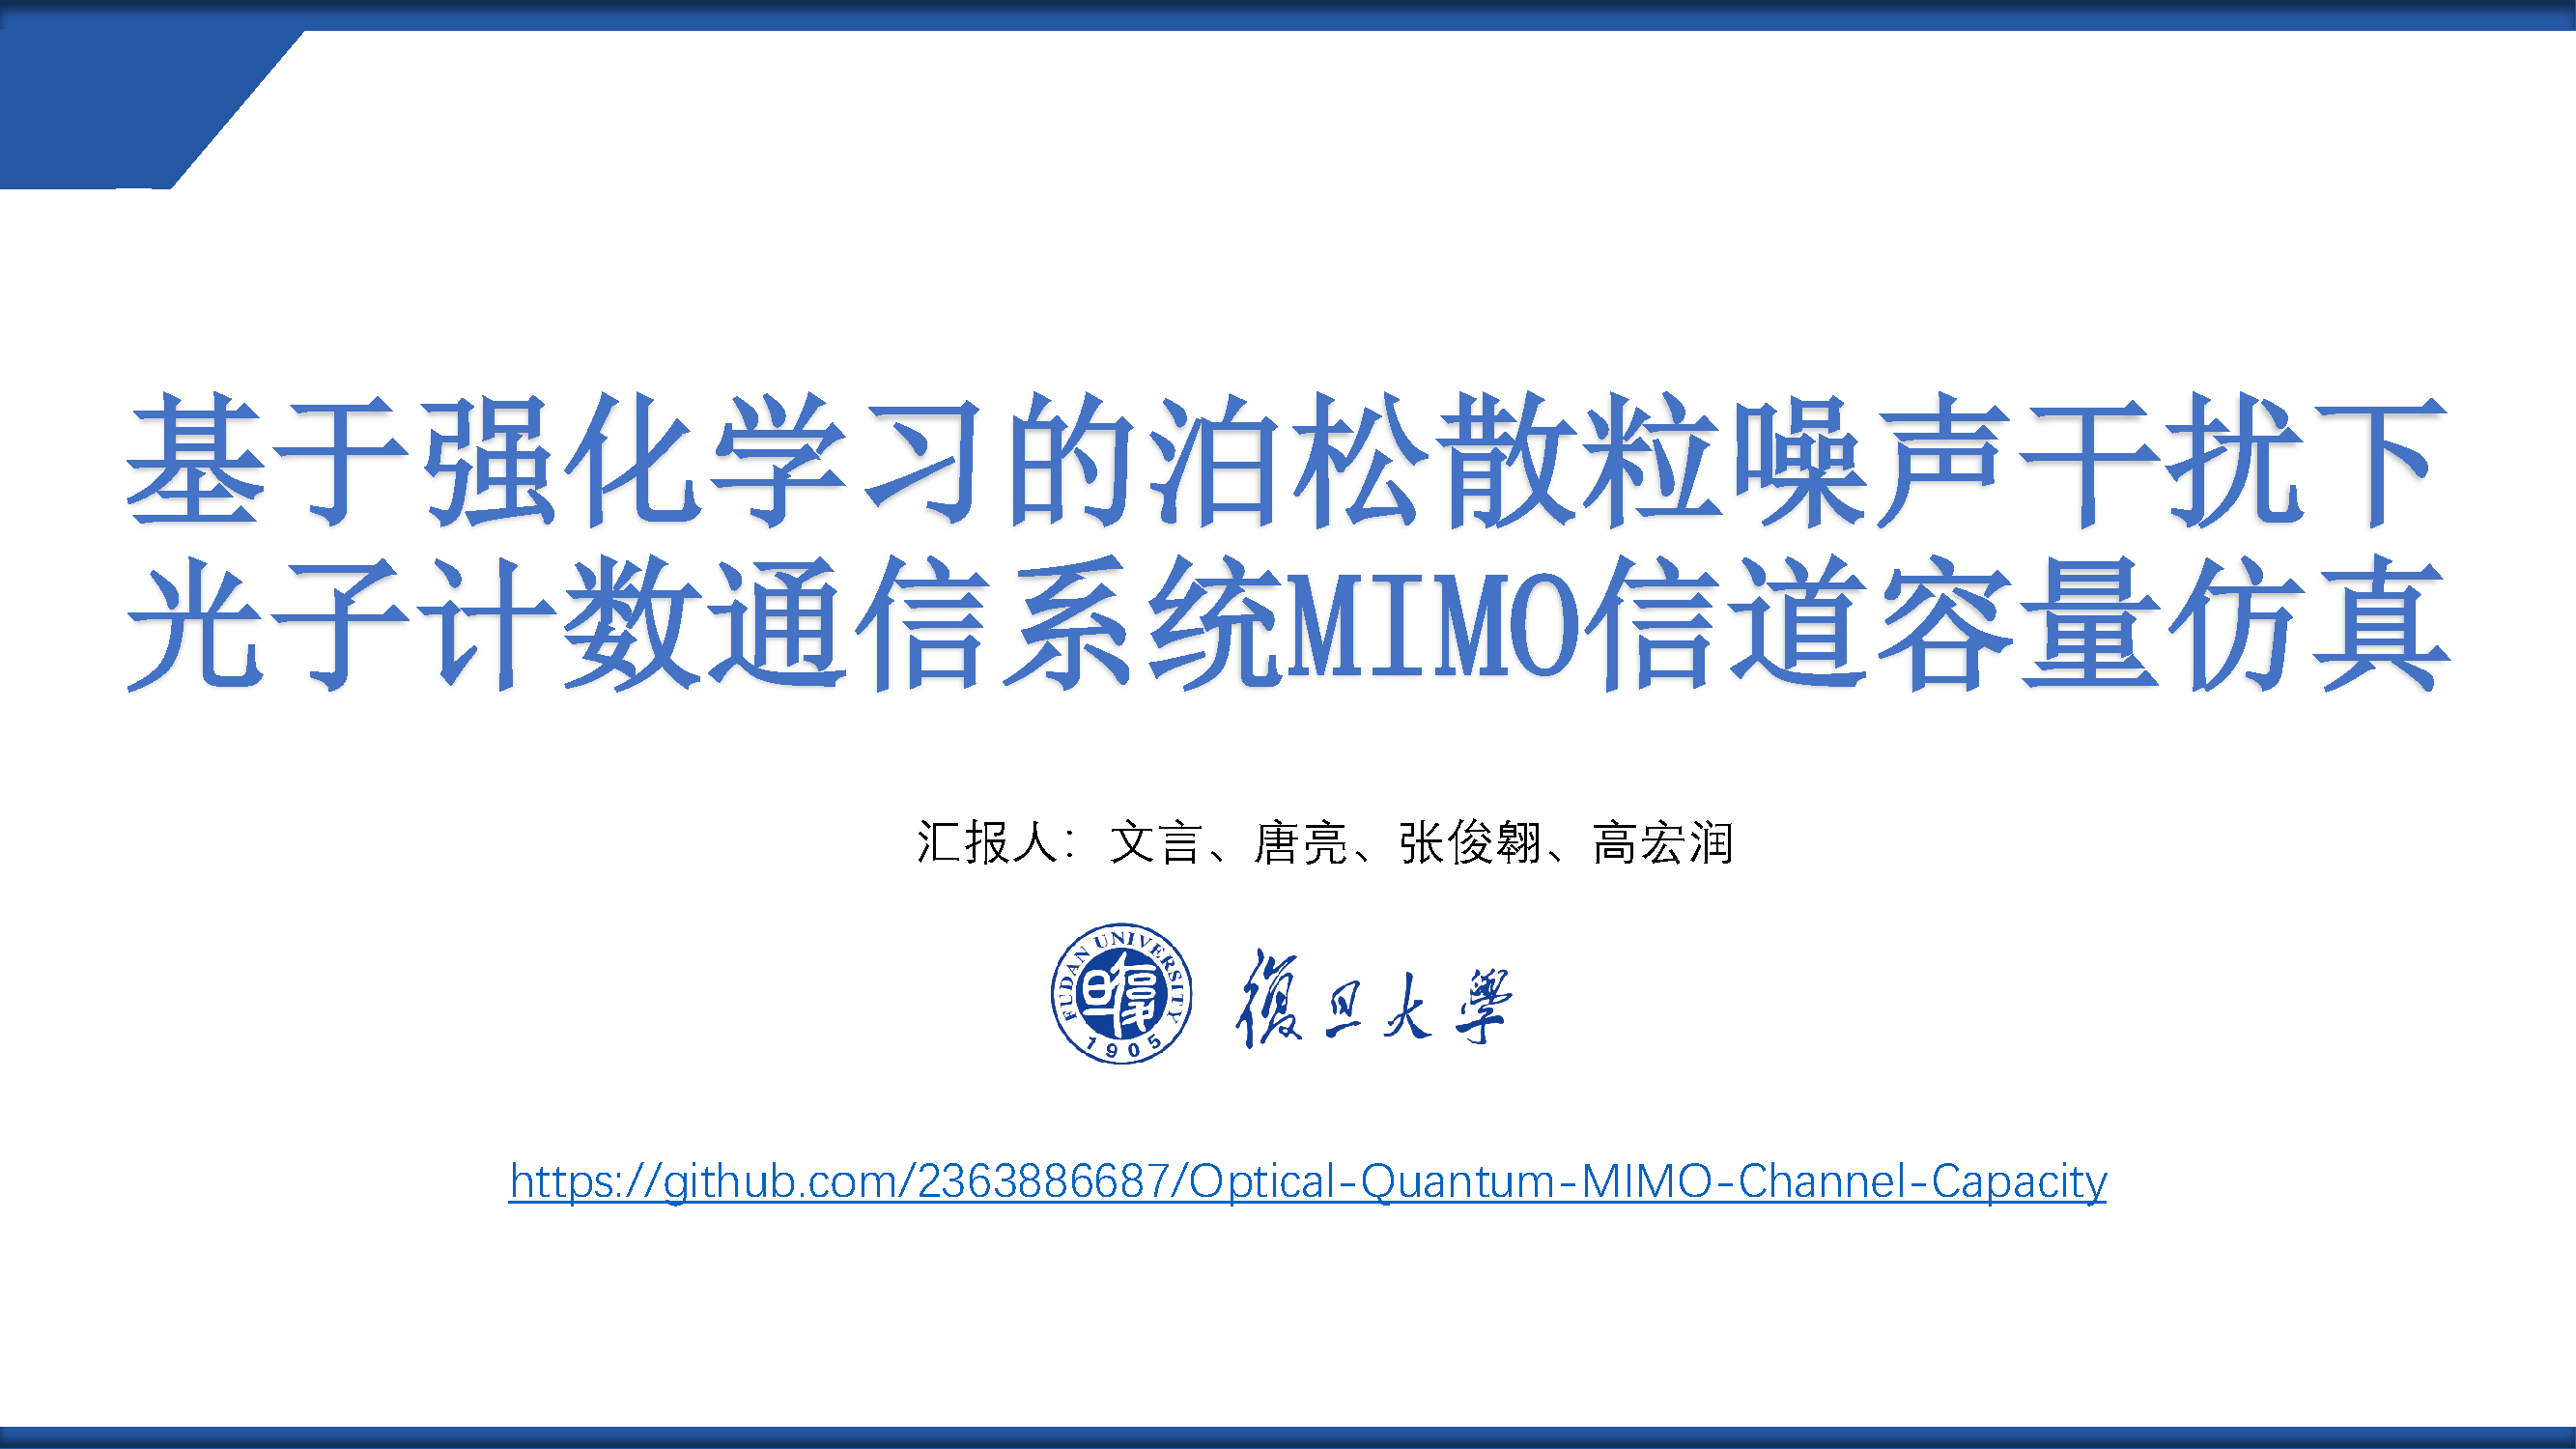 基于强化学习的泊松散粒噪声干扰下
光子计数通信系统MIMO信道容量仿真
汇报人：文言、唐亮、张俊翱、高宏润
FUDAN UNIVERSITY
1905
復旦大學
https://github.com/2363886687/Optical-Quantum-MIMO-Channel-Capacity